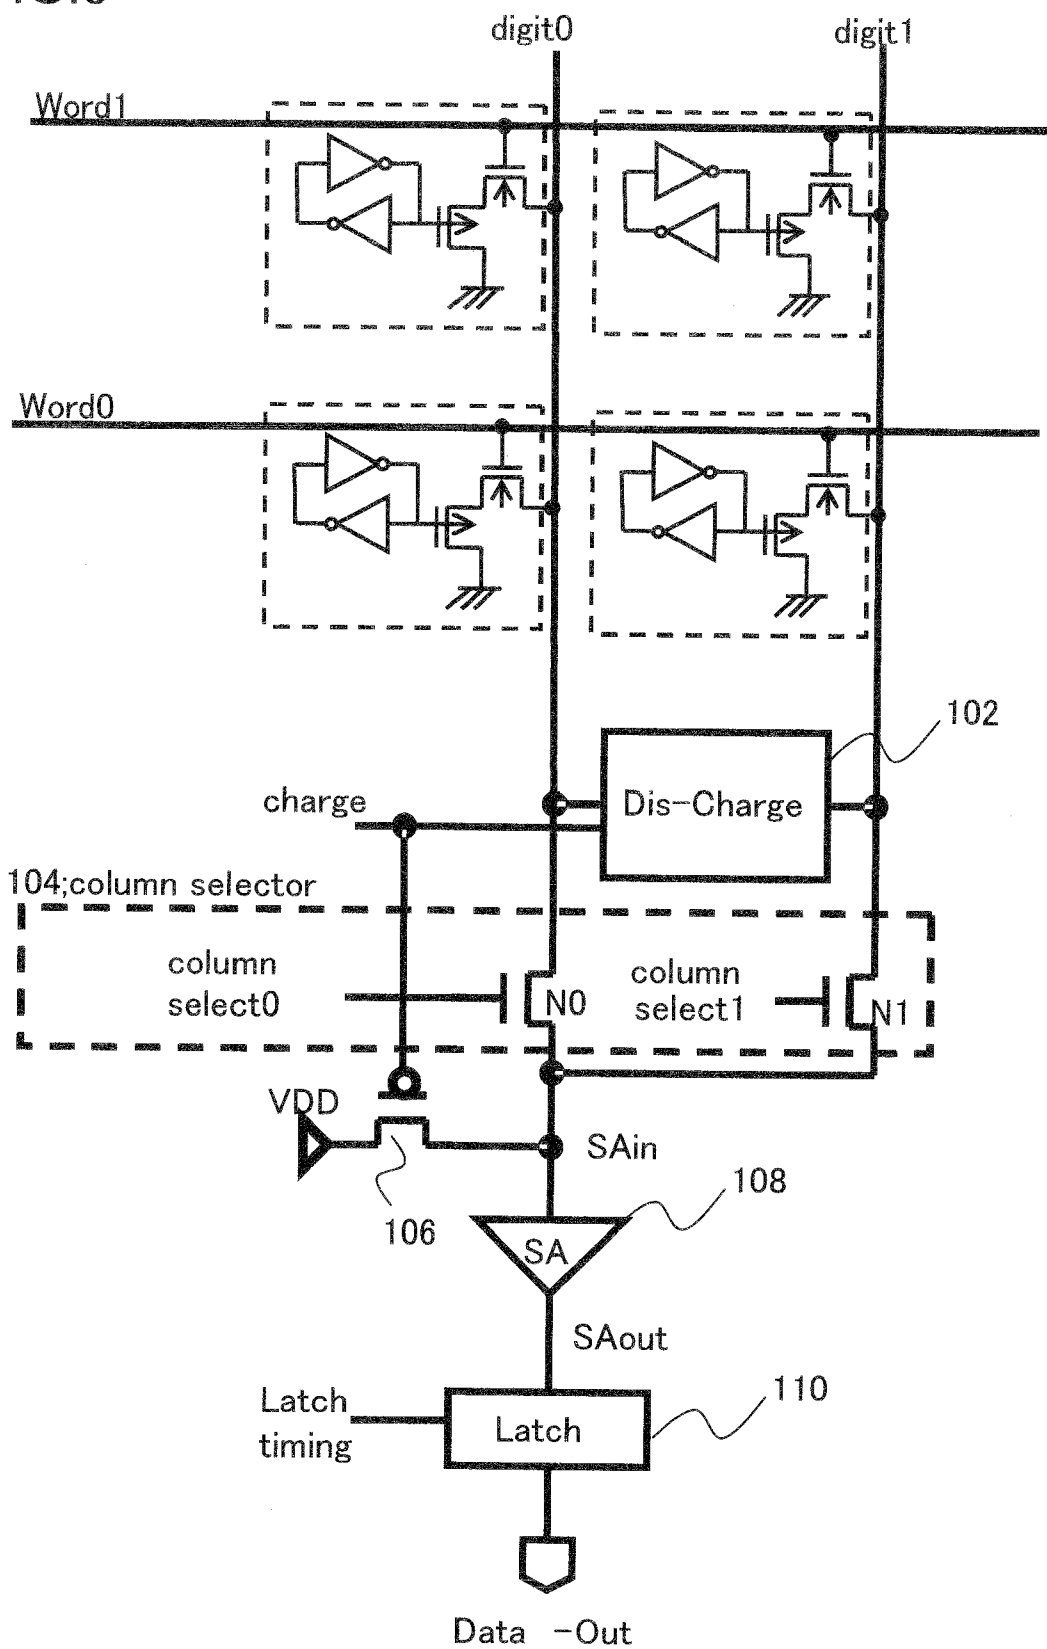 digit0
digit1
Word1
Word0
102
Dis-Charge
charge
104;column selector
column
select0
N0
column
select1
N1
VDD
SAin
106
108
SA
SAout
Latch
timing
Latch
110
Data -Out